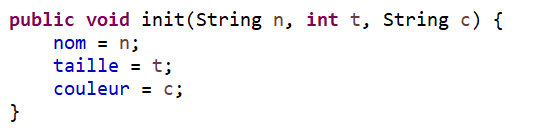 public void init(String n, int t, String c) {
    nom = n;
    taille = t;
    couleur = c;
}